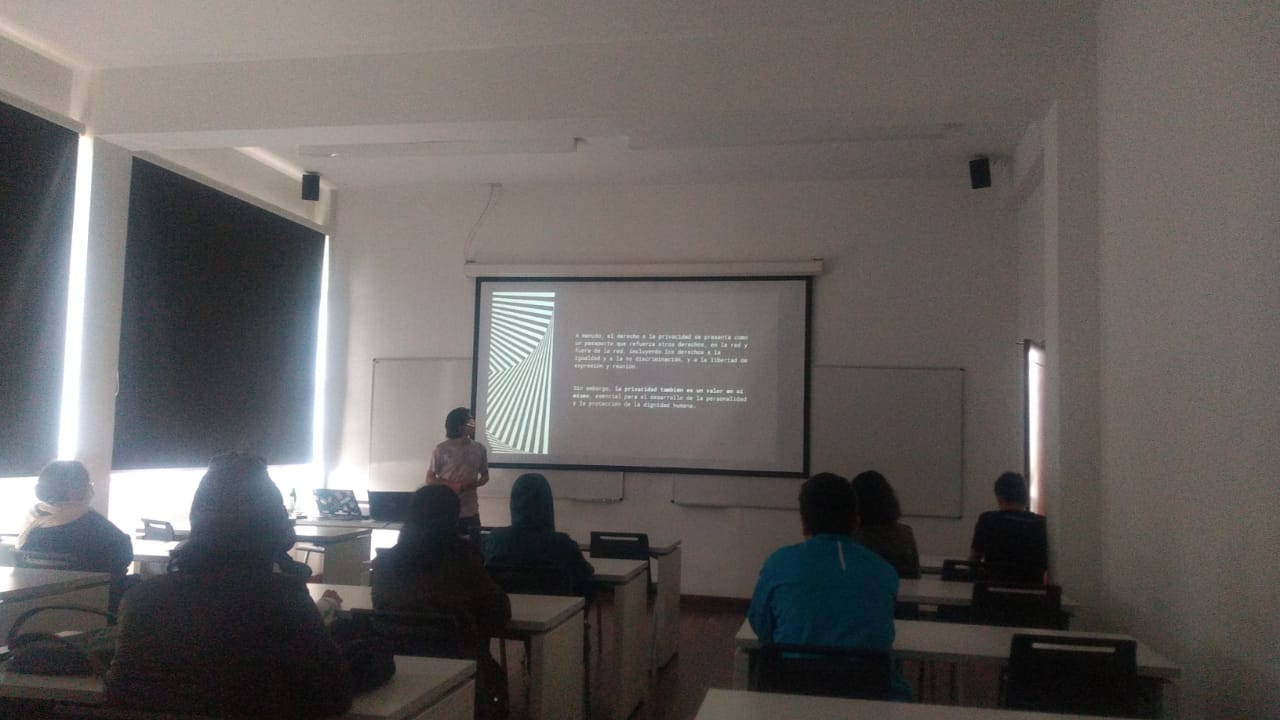 A menudo, el derecho a la privacidad se presenta como
un pasaporte que refuerza otros derechos, en la red y
fuera de la red, incluyendo los derechos a la
igualdad y a la no discriminación, y a la libertad de
expresión y reunión.
Sin embargo, la privacidad también es un valor en sí
mismo, esencial para el desarrollo de la personalidad
y la protección de la dignidad humana.